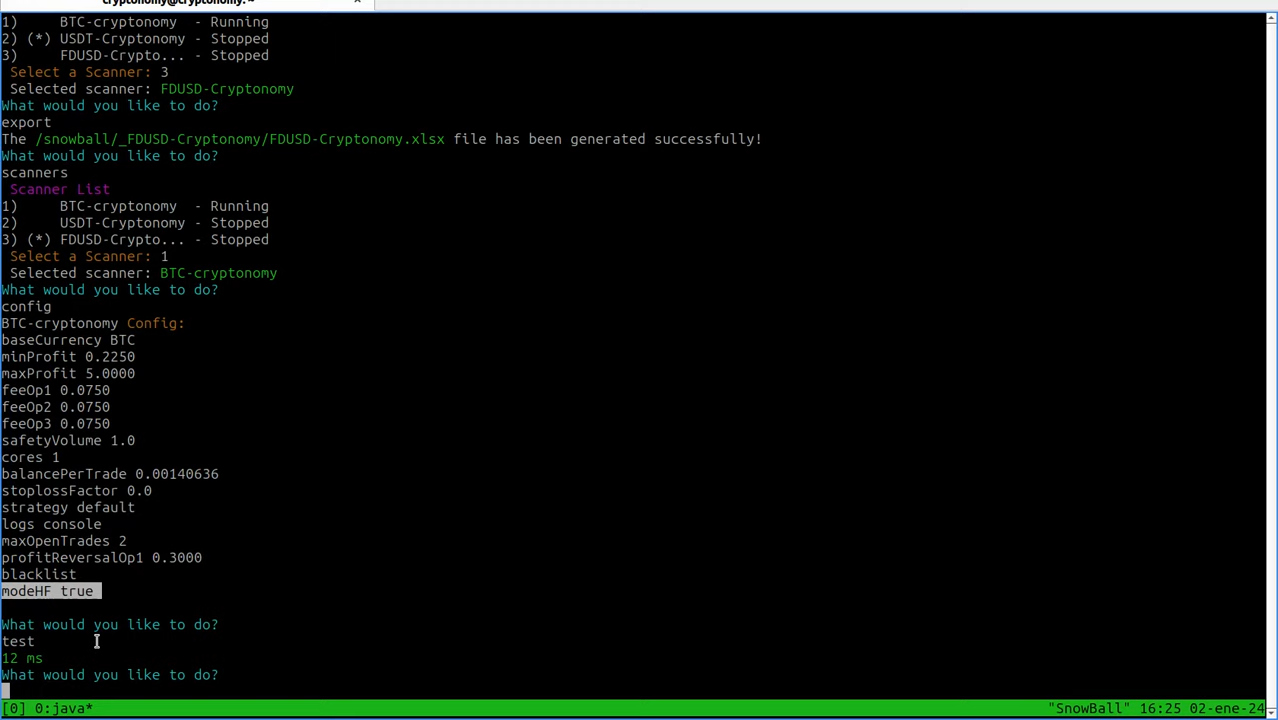 cryptonomy@cryptonomy: ~
1)     BTC-cryptonomy  - Running
2) (*) USDT-Cryptonomy - Stopped
3)     FDUSD-Crypto... - Stopped
Select a Scanner: 3
Selected scanner: FDUSD-Cryptonomy
What would you like to do?
export
The /snowball/_FDUSD-Cryptonomy/FDUSD-Cryptonomy.xlsx file has been generated successfully!
What would you like to do?
scanners
Scanner List
1)     BTC-cryptonomy  - Running
2)     USDT-Cryptonomy - Stopped
3) (*) FDUSD-Crypto... - Stopped
Select a Scanner: 1
Selected scanner: BTC-cryptonomy
What would you like to do?
config
BTC-cryptonomy Config:
baseCurrency BTC
minProfit 0.2250
maxProfit 5.0000
feeOp1 0.0750
feeOp2 0.0750
feeOp3 0.0750
safetyVolume 1.0
cores 1
balancePerTrade 0.00140636
stoplossFactor 0.0
strategy default
logs console
maxOpenTrades 2
profitReversalOp1 0.3000
blacklist
modeHF true
What would you like to do?
test
12 ms
What would you like to do?
[0] 0:java* "SnowBall" 16:25 02-ene-24